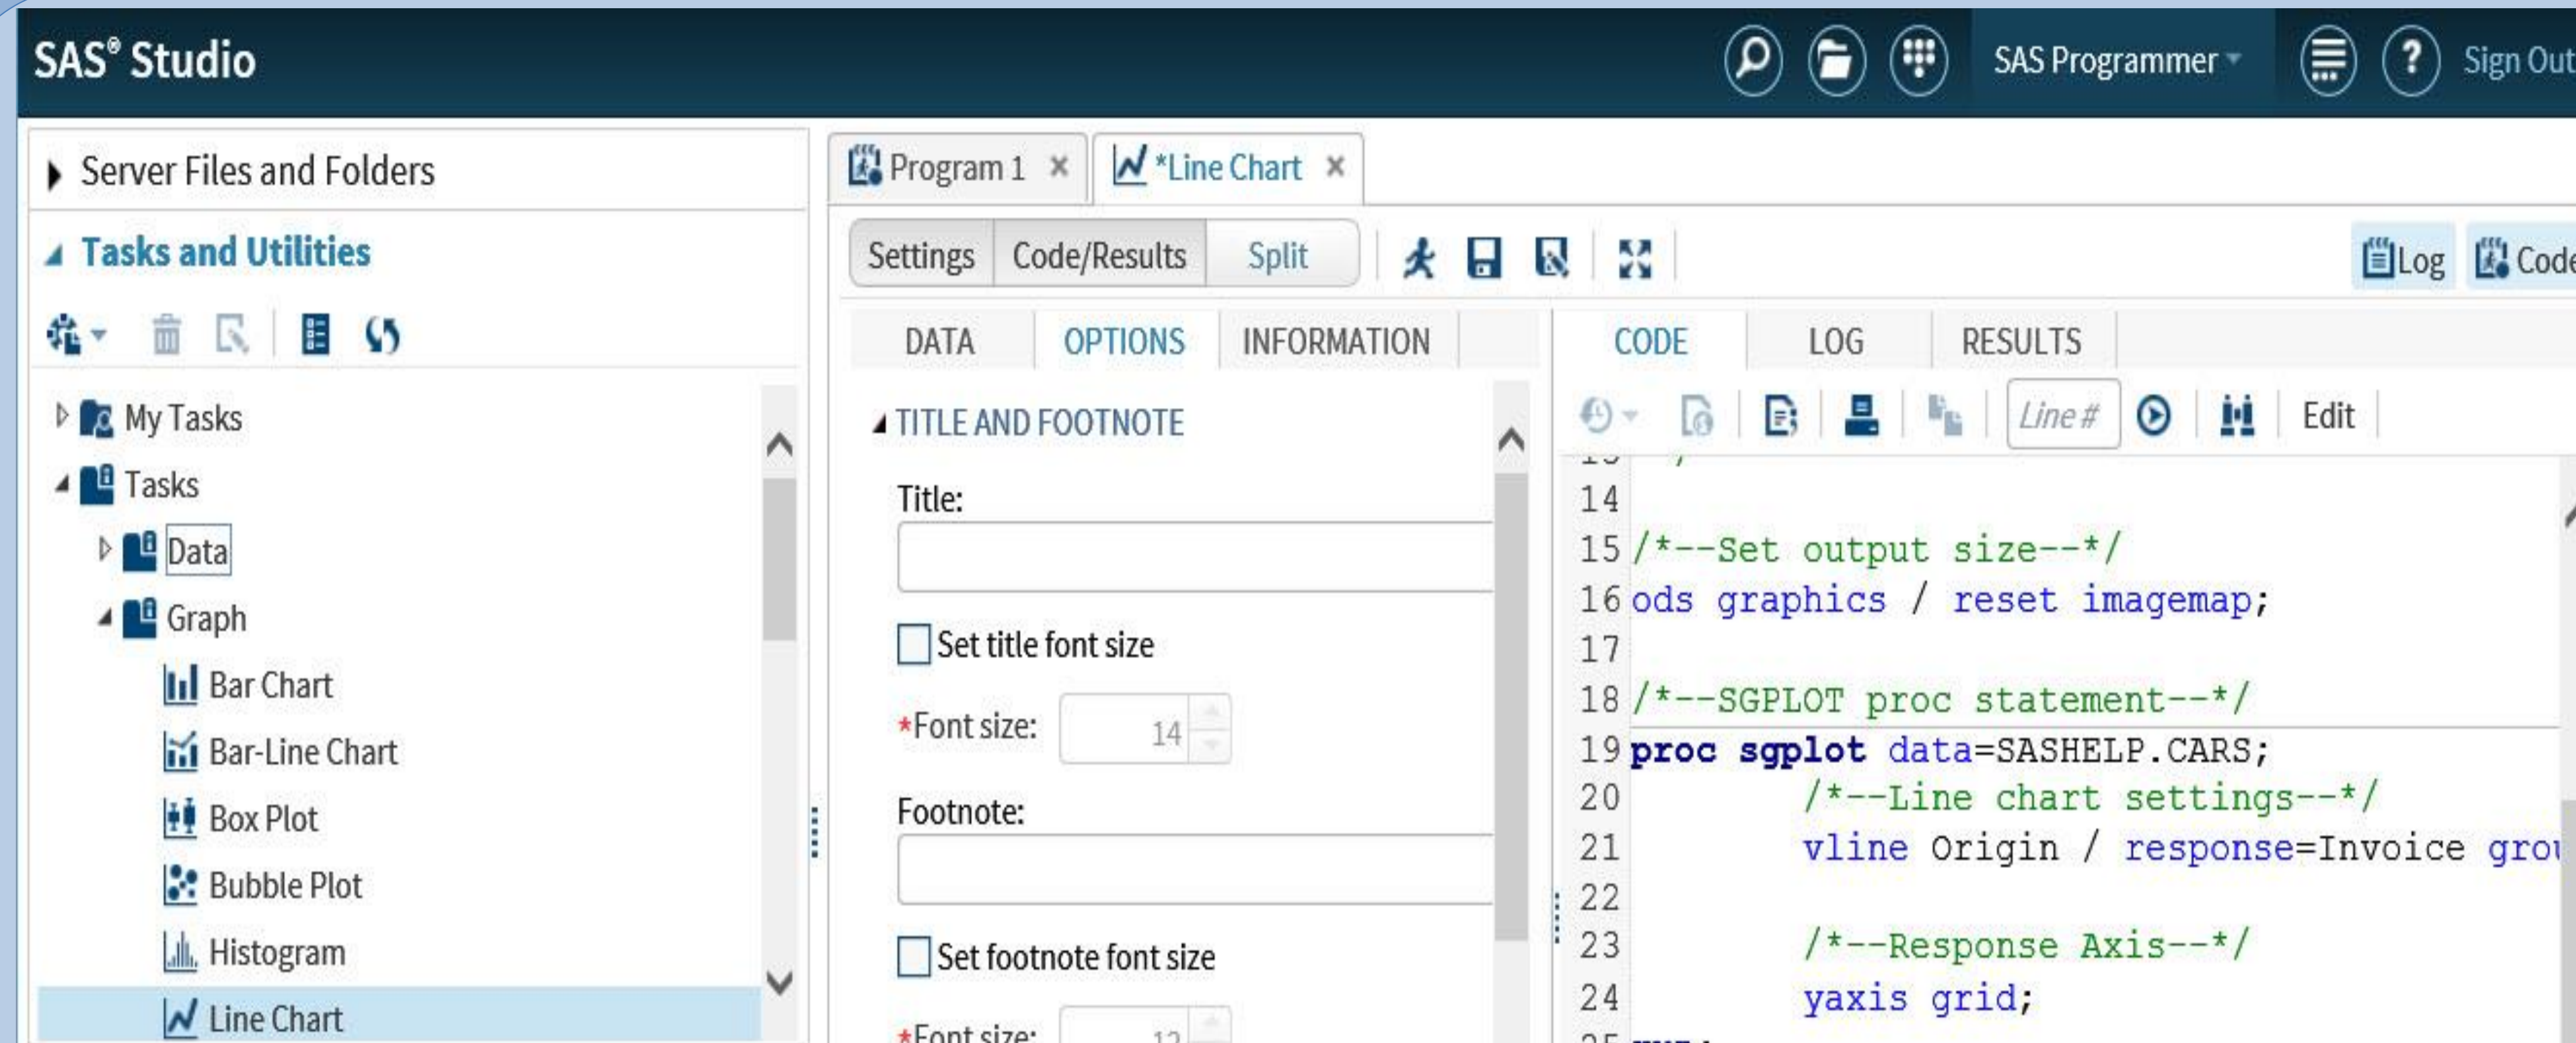 SAS® Studio
SAS Programmer
Sign Out
Server Files and Folders
Tasks and Utilities
My Tasks
Tasks
Data
Graph
Bar Chart
Bar-Line Chart
Box Plot
Bubble Plot
Histogram
Line Chart
Program 1
*Line Chart
Settings
Code/Results
Split
Log
Code
DATA
OPTIONS
INFORMATION
TITLE AND FOOTNOTE
Title:
Set title font size
*Font size:
14
Footnote:
Set footnote font size
*Font size:
12
CODE
LOG
RESULTS
Line #
Edit
14
15 /*--Set output size--*/
16 ods graphics / reset imagemap;
17
18 /*--SGPLOT proc statement--*/
19 proc sgplot data=SASHELP.CARS;
20 /*--Line chart settings--*/
21 vline Origin / response=Invoice
22
23 /*--Response Axis--*/
24 yaxis grid;